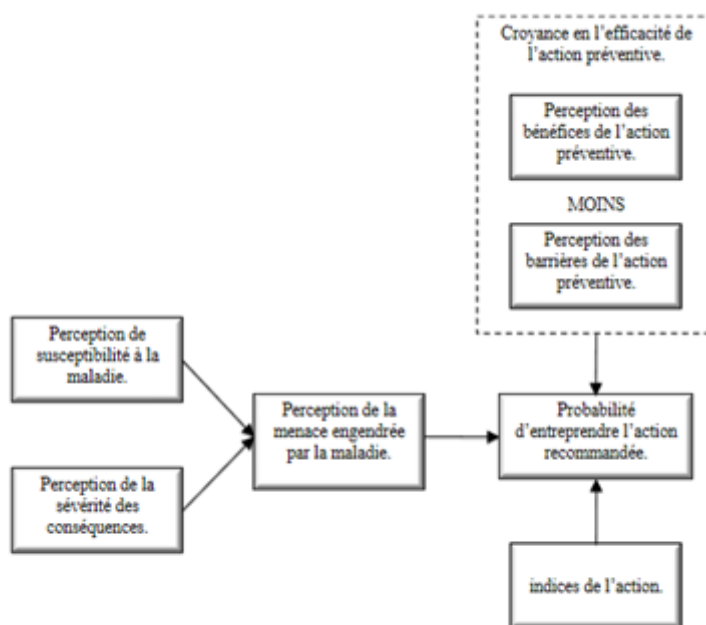 Croyance en l'efficacité de
l'action préventive.
Perception des
bénéfices de l'action
préventive.
MOINS
Perception des
barrières de l'action
préventive.
Perception de
susceptibilité à la
maladie.
Perception de la
menace engendrée
par la maladie.
Probabilité
d'entreprendre l'action
recommandée.
Perception de la
sévérité des
conséquences.
indices de l'action.